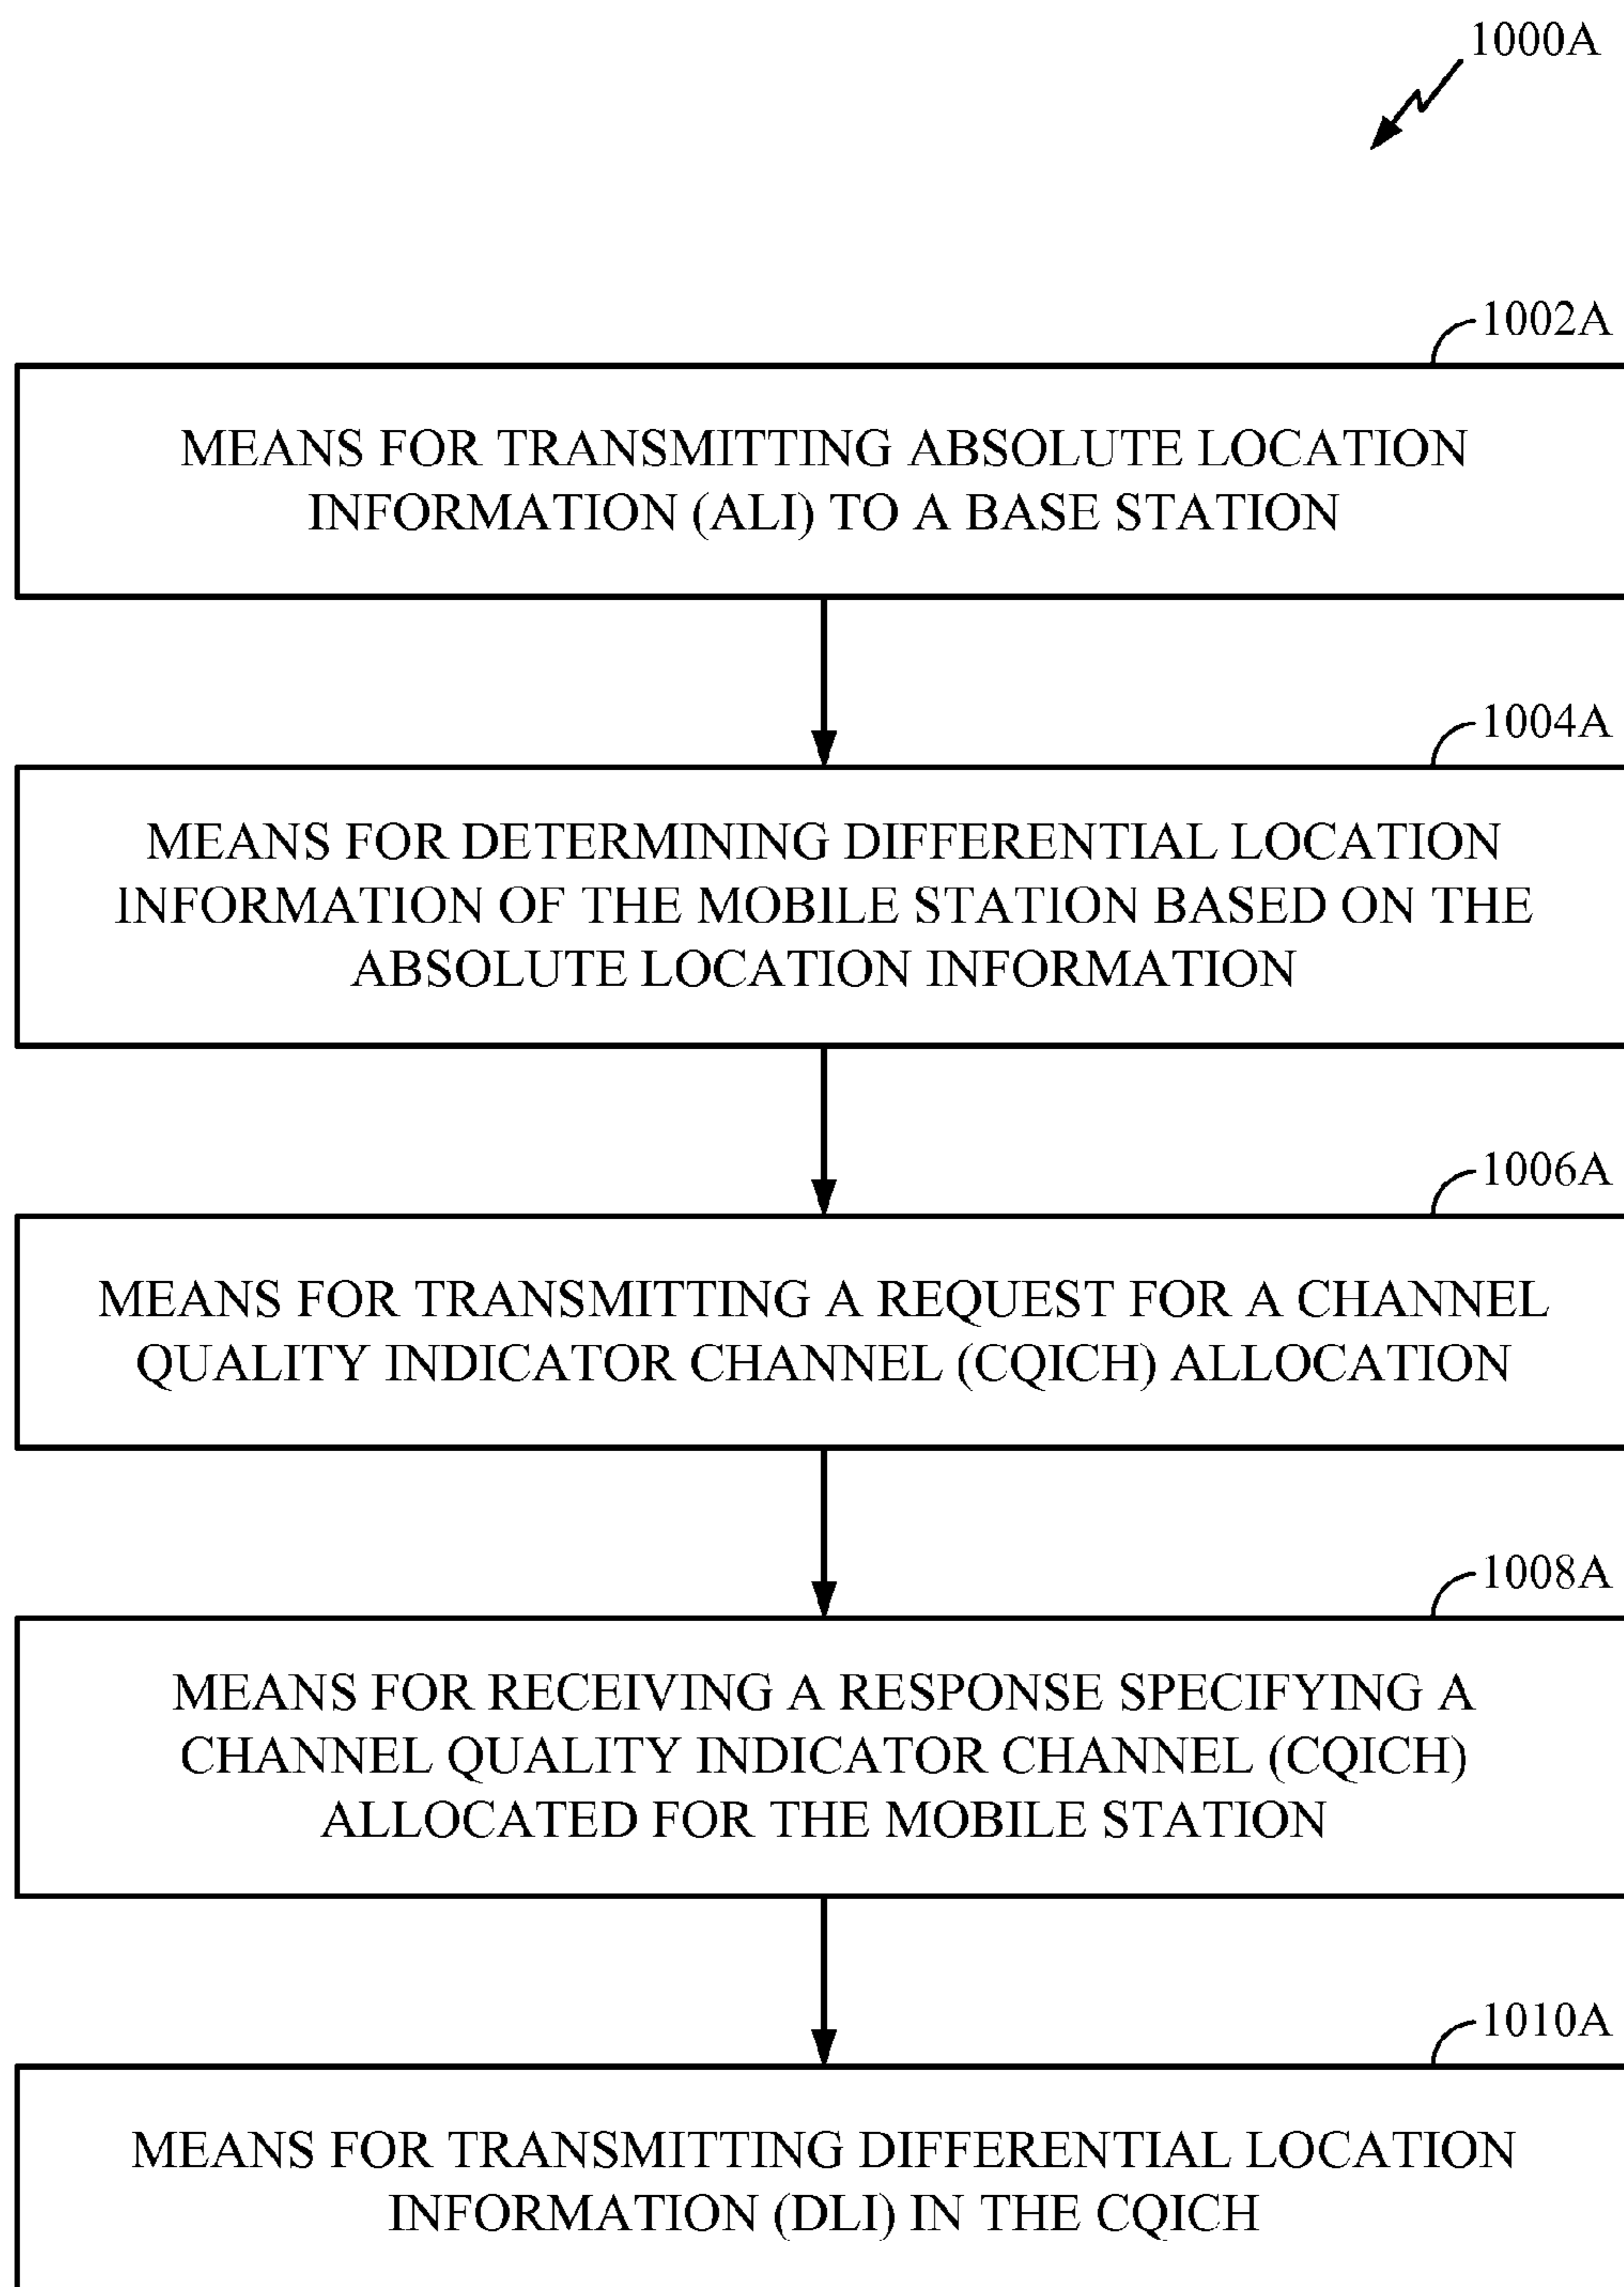 1000A
1002A
MEANS FOR TRANSMITTING ABSOLUTE LOCATION
INFORMATION (ALI) TO A BASE STATION
1004A
MEANS FOR DETERMINING DIFFERENTIAL LOCATION
INFORMATION OF THE MOBILE STATION BASED ON THE
ABSOLUTE LOCATION INFORMATION
1006A
MEANS FOR TRANSMITTING A REQUEST FOR A CHANNEL
QUALITY INDICATOR CHANNEL (CQICH) ALLOCATION
1008A
MEANS FOR RECEIVING A RESPONSE SPECIFYING A
CHANNEL QUALITY INDICATOR CHANNEL (CQICH)
ALLOCATED FOR THE MOBILE STATION
1010A
MEANS FOR TRANSMITTING DIFFERENTIAL LOCATION
INFORMATION (DLI) IN THE CQICH